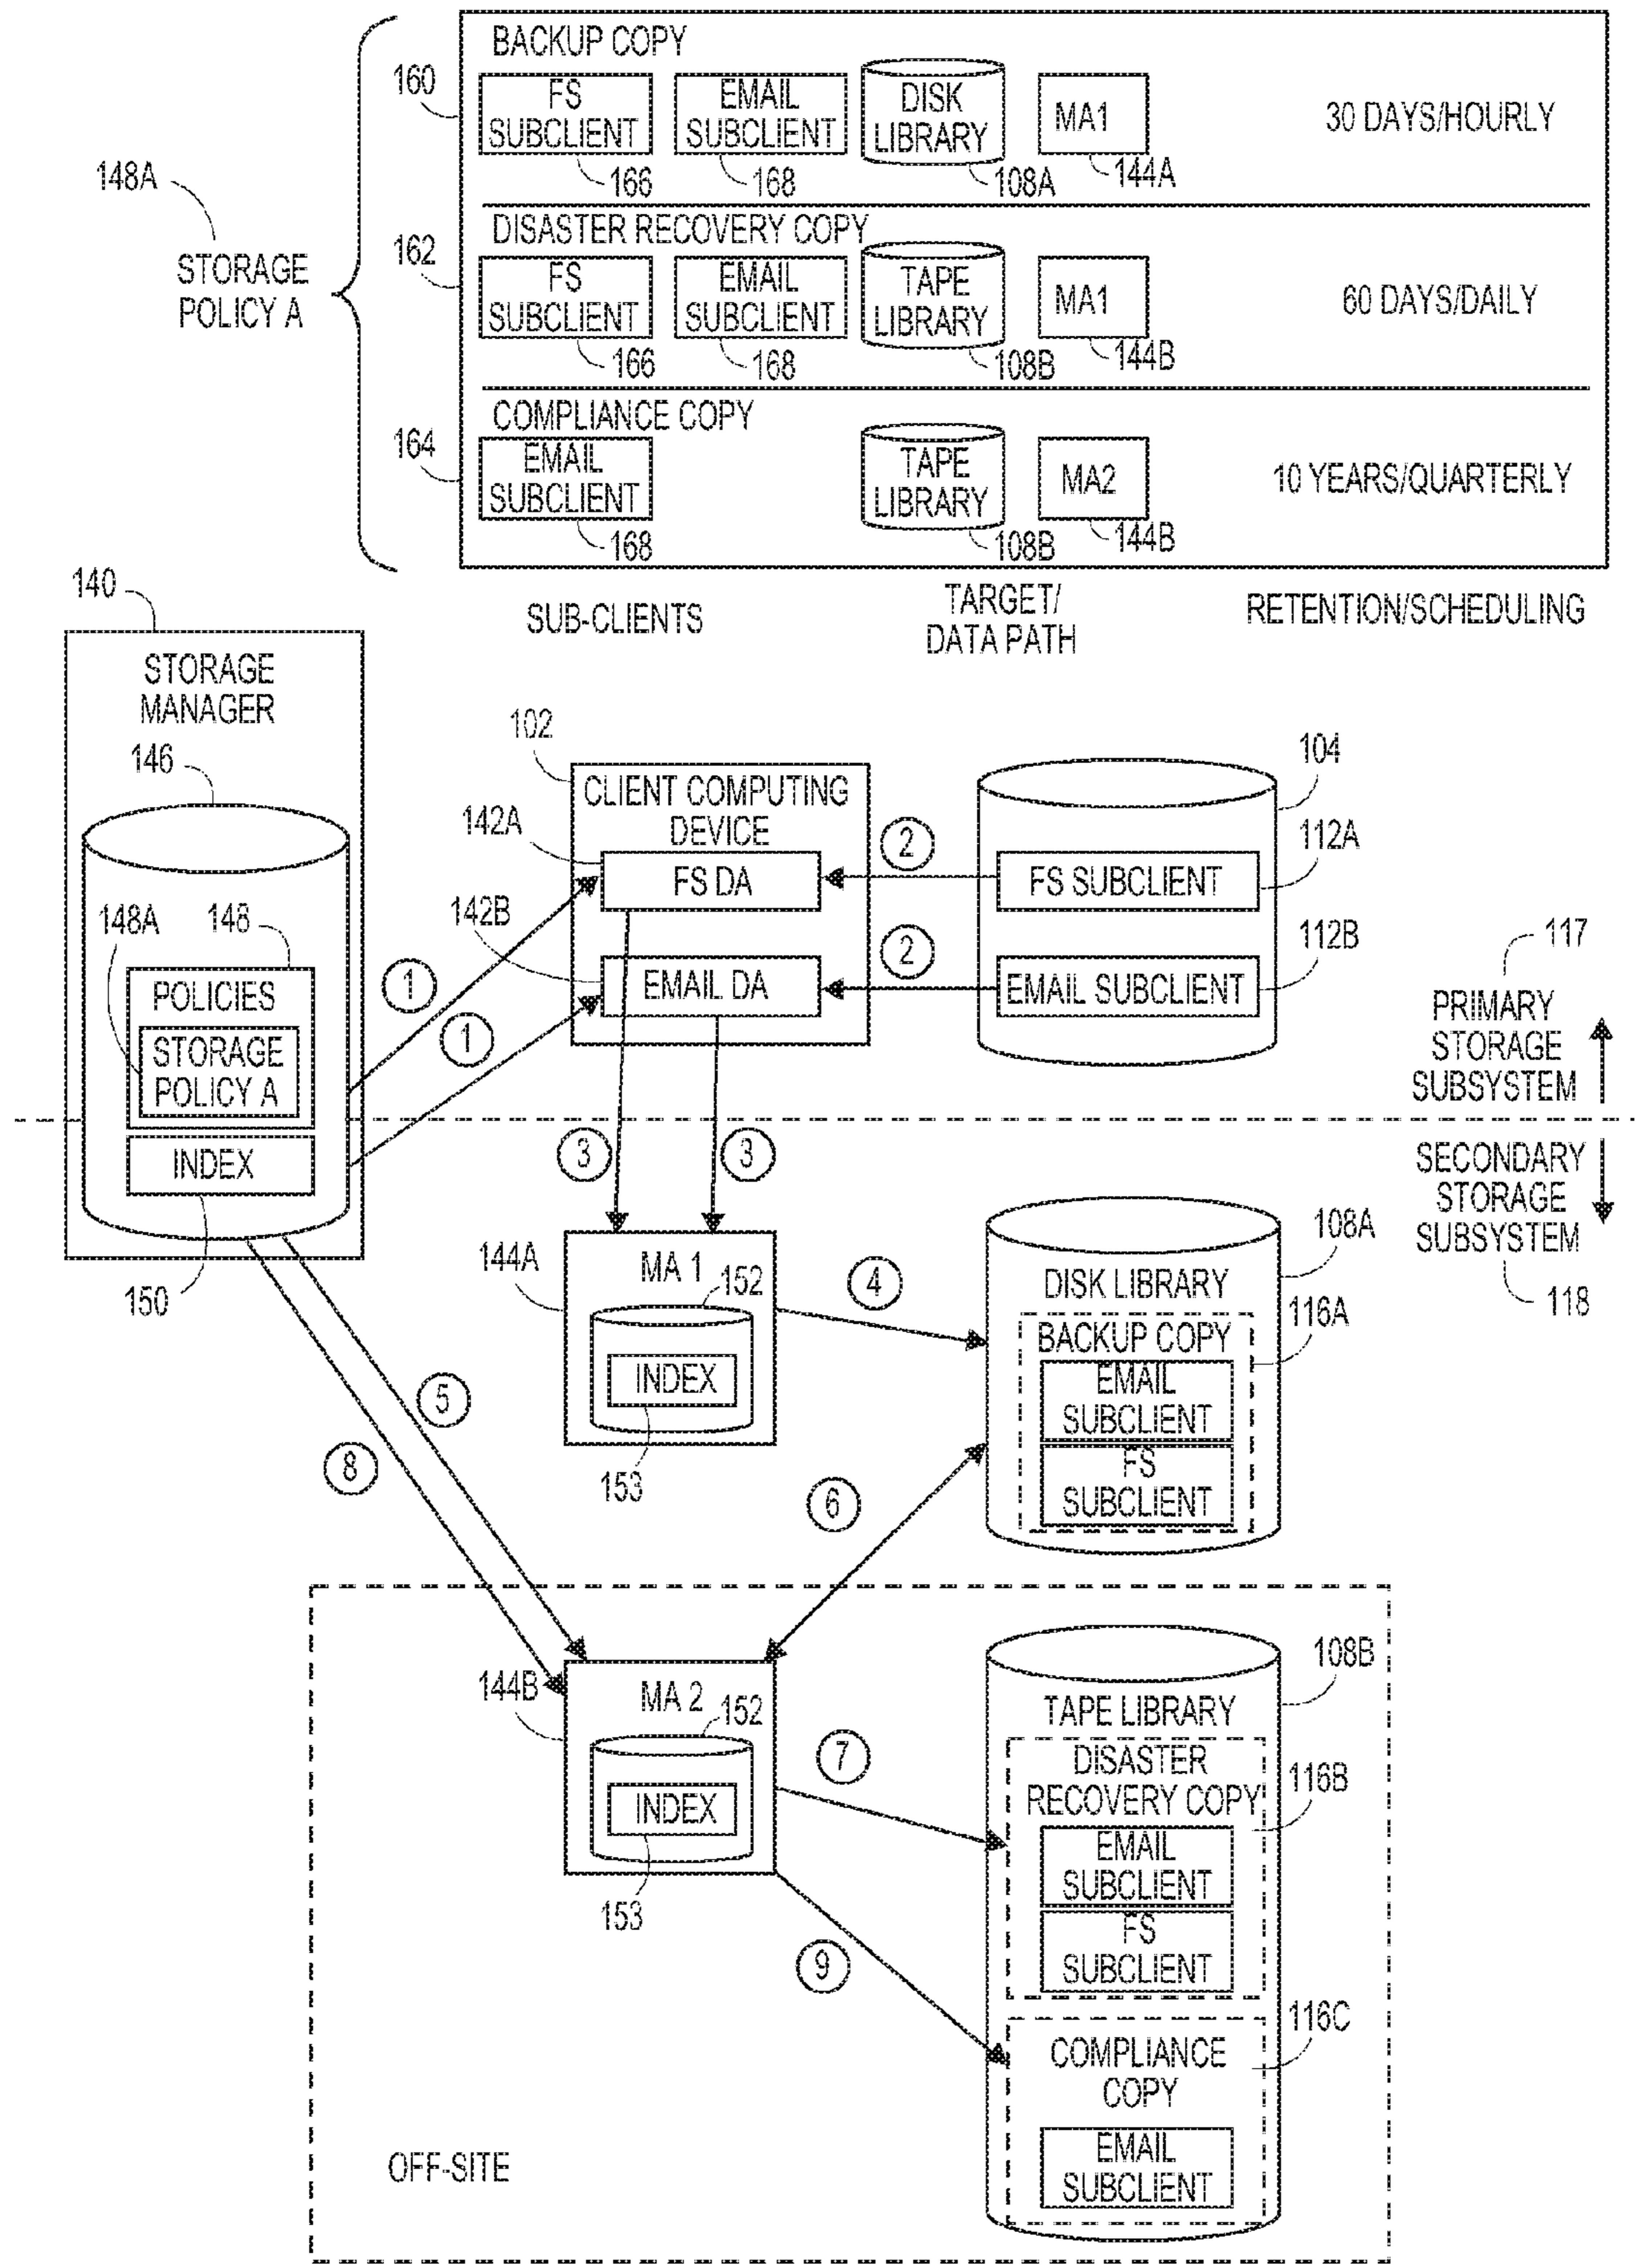 BACKUP COPY
160
FS
SUBCLIENT
166
EMAIL
SUBCLIENT
168
DISK
LIBRARY
108A
MA1
144A
30 DAYS/HOURLY
148A
STORAGE
POLICY A
DISASTER RECOVERY COPY
162
FS
SUBCLIENT
166
EMAIL
SUBCLIENT
168
TAPE
LIBRARY
108B
MA1
144B
60 DAYS/DAILY
COMPLIANCE COPY
164
EMAIL
SUBCLIENT
168
TAPE
LIBRARY
108B
MA2
144B
10 YEARS/QUARTERLY
SUB-CLIENTS
TARGET/
DATA PATH
RETENTION/SCHEDULING
140
STORAGE
MANAGER
146
148A
148
POLICIES
STORAGE
POLICY A
INDEX
150
1
1
102
CLIENT COMPUTING
DEVICE
142A
FS DA
142B
EMAIL DA
2
2
104
FS SUBCLIENT
112A
EMAIL SUBCLIENT
112B
117
PRIMARY
STORAGE
SUBSYSTEM
SECONDARY
STORAGE
SUBSYSTEM
118
3
3
144A
MA 1
152
INDEX
153
4
108A
DISK LIBRARY
116A
BACKUP COPY
EMAIL
SUBCLIENT
FS
SUBCLIENT
5
8
6
144B
MA 2
152
INDEX
153
7
9
108B
TAPE LIBRARY
DISASTER
RECOVERY COPY
116B
EMAIL
SUBCLIENT
FS
SUBCLIENT
116C
COMPLIANCE
COPY
EMAIL
SUBCLIENT
OFF-SITE